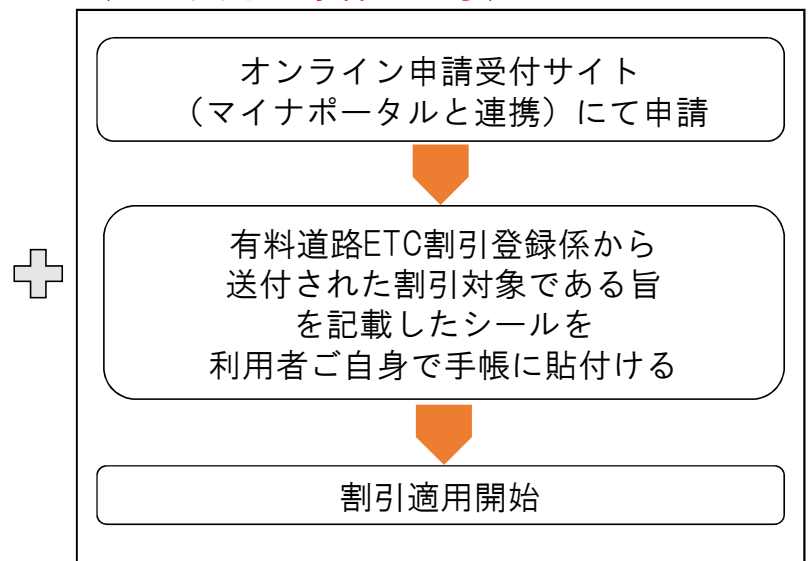 オンライン申請受付サイト
（マイナポータルと連携）にて申請
有料道路ETC割引登録係から
送付された割引対象である旨
を記載したシールを
利用者ご自身で手帳に貼付ける
割引適用開始